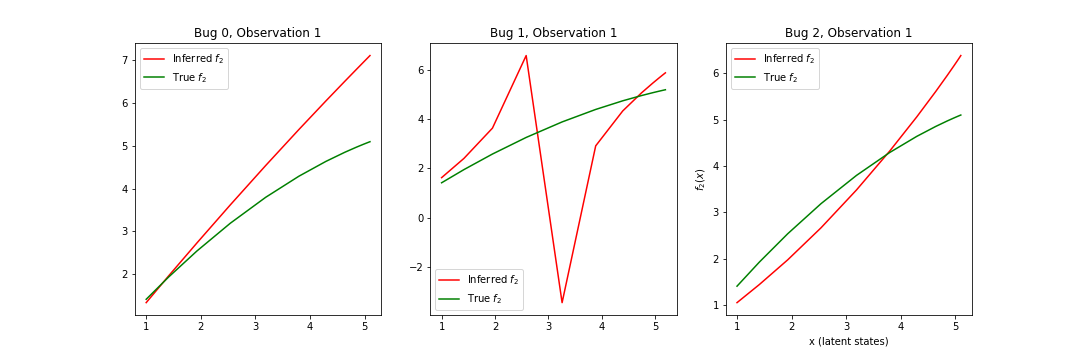 Bug 0, Observation 1
7
6
5
4
3
2
1
2
3
4
5
Inferred f₂
True f₂
Bug 1, Observation 1
6
4
2
0
−2
1
2
3
4
5
Inferred f₂
True f₂
Bug 2, Observation 1
6
5
4
3
2
1
1
2
3
4
5
Inferred f₂
True f₂
f₂(x)
x (latent states)